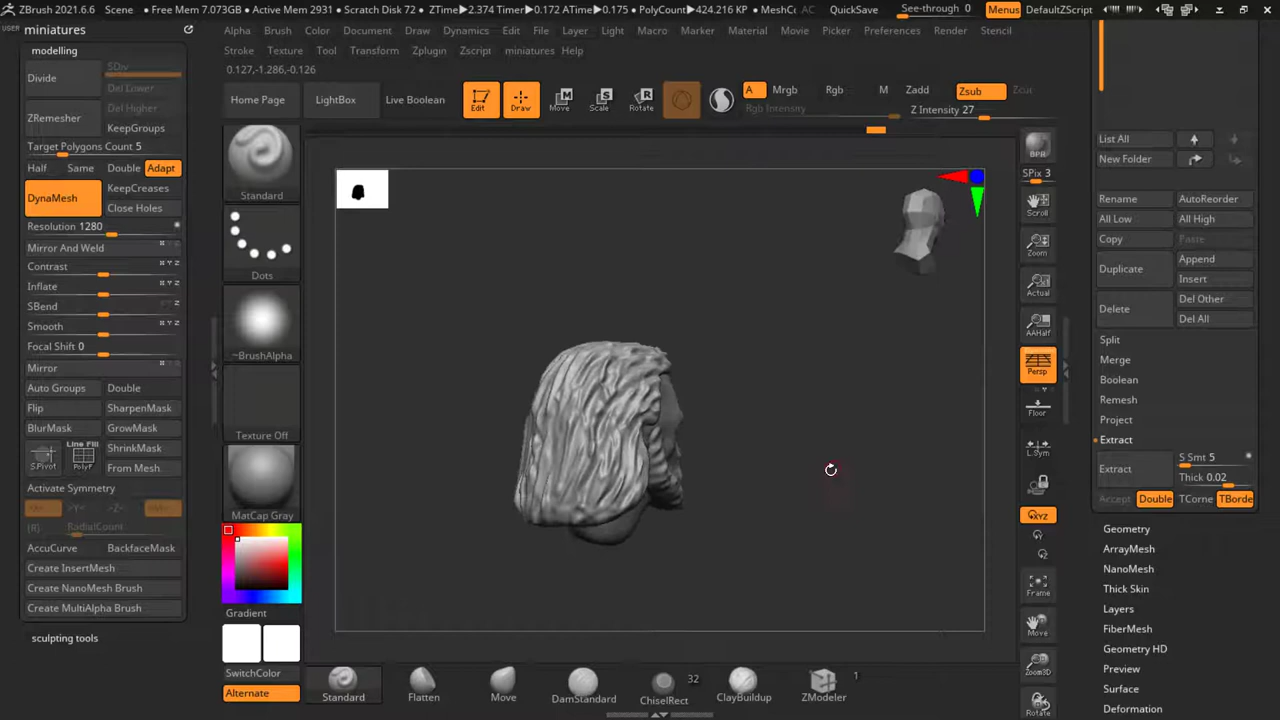 ZBrush 2021.6.6 Scene • Free Mem 7.073GB • Active Mem 2931 • Scratch Disk 72 • ZTime▸2.374 Timer▸0.172 ATime▸0.175 • PolyCount▸424.216 KP • MeshCo AC QuickSave See-through 0 Menus DefaultZScript
USER miniatures
Alpha Brush Color Document Draw Dynamics Edit File Layer Light Macro Marker Material Movie Picker Preferences Render Stencil
Stroke Texture Tool Transform Zplugin Zscript miniatures Help
0.127,-1.286,-0.126
modelling
Divide
SDiv
Del Lower
Del Higher
ZRemesher
KeepGroups
Target Polygons Count 5
Half Same Double Adapt
DynaMesh
KeepCreases
Close Holes
Resolution 1280
Mirror And Weld
Contrast
Inflate
SBend
Smooth
Focal Shift 0
Mirror
Auto Groups Double
Flip SharpenMask
BlurMask GrowMask
S.Pivot
Line Fill
PolyF
ShrinkMask
From Mesh
Activate Symmetry
(R) RadialCount
AccuCurve BackfaceMask
Create InsertMesh
Create NanoMesh Brush
Create MultiAlpha Brush
sculpting tools
Home Page LightBox Live Boolean
Edit Draw Move Scale Rotate
A Mrgb Rgb M Zadd Zsub Zcut
Rgb Intensity Z Intensity 27
Standard
Dots
~BrushAlpha
Texture Off
MatCap Gray
Gradient
SwitchColor
Alternate
Standard Flatten Move DamStandard ChiselRect 32 ClayBuildup ZModeler 1
BPR
SPix 3
Scroll
Zoom
Actual
AAHalf
Persp
Floor
L.Sym
XYZ
Frame
Move
Zoom3D
Rotate
List All
New Folder
Rename AutoReorder
All Low All High
Copy Paste
Duplicate Append
Insert
Delete Del Other
Del All
Split
Merge
Boolean
Remesh
Project
Extract
Extract S Smt 5
Thick 0.02
Accept Double TCorne TBorde
Geometry
ArrayMesh
NanoMesh
Thick Skin
Layers
FiberMesh
Geometry HD
Preview
Surface
Deformation